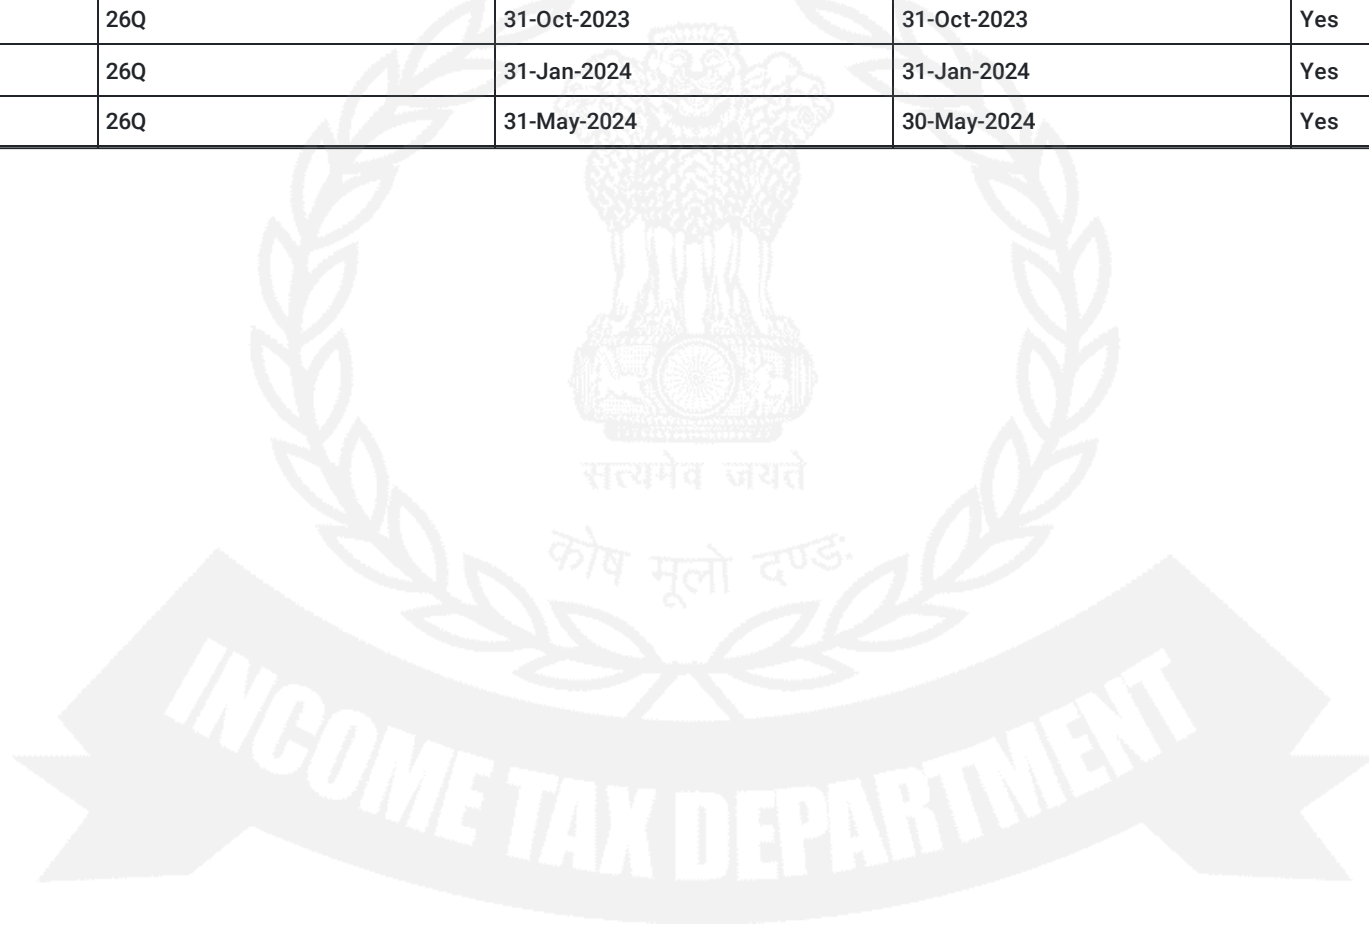 26Q 31-Oct-2023 31-Oct-2023 Yes
26Q 31-Jan-2024 31-Jan-2024 Yes
26Q 31-May-2024 30-May-2024 Yes
सत्यमेव जयते
कोष मूलो दण्डः
INCOME TAX DEPARTMENT